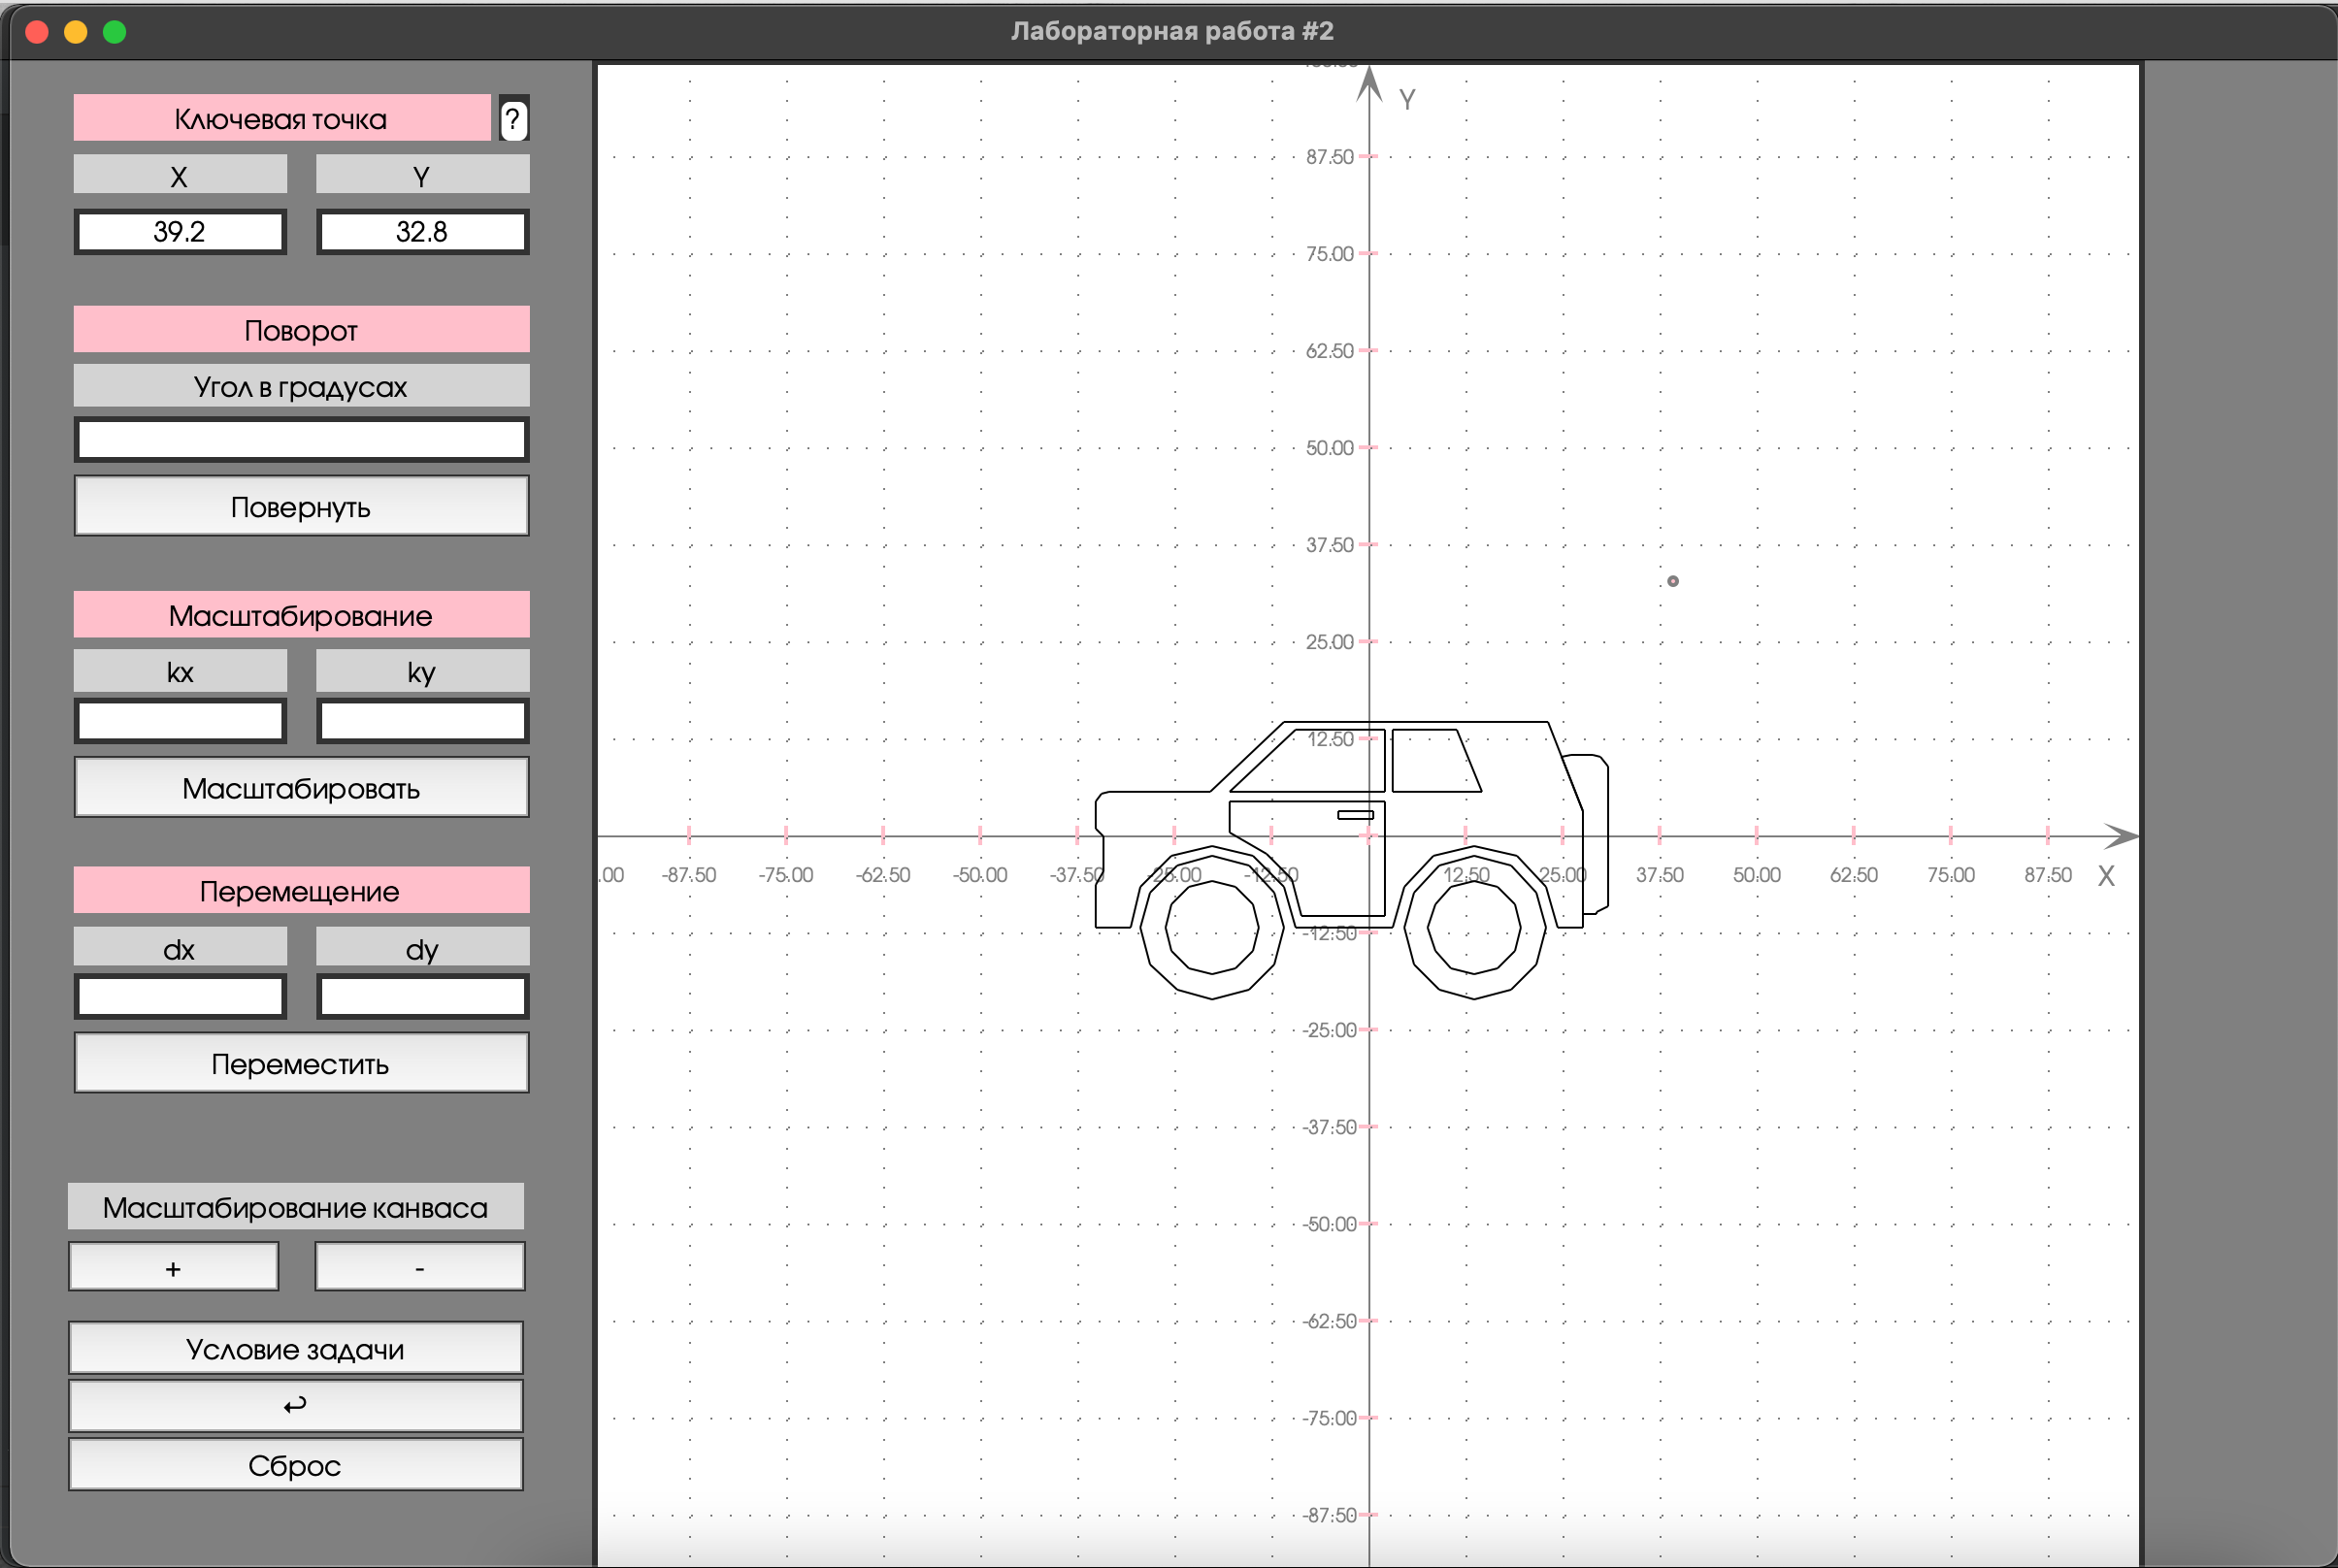 Лабораторная работа #2
Ключевая точка ?
X Y
39.2 32.8
Поворот
Угол в градусах
Повернуть
Масштабирование
kx ky
Масштабировать
Перемещение
dx dy
Переместить
Масштабирование канваса
+ -
Условие задачи
↩
Сброс
Y
87.50
75.00
62.50
50.00
37.50
25.00
12.50
.00 -87.50 -75.00 -62.50 -50.00 -37.50 -25.00 -12.50 12.50 25.00 37.50 50.00 62.50 75.00 87.50 X
-12.50
-25.00
-37.50
-50.00
-62.50
-75.00
-87.50